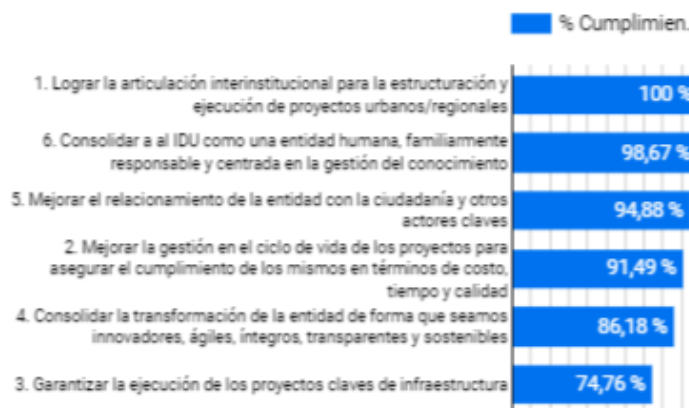 % Cumplimien.
1. Lograr la articulación interinstitucional para la estructuración y
ejecución de proyectos urbanos/regionales
100 %
6. Consolidar a al IDU como una entidad humana, familiarmente
responsable y centrada en la gestión del conocimiento
98,67 %
5. Mejorar el relacionamiento de la entidad con la ciudadanía y otros
actores claves
94,88 %
2. Mejorar la gestión en el ciclo de vida de los proyectos para
asegurar el cumplimiento de los mismos en términos de costo,
tiempo y calidad
91,49 %
4. Consolidar la transformación de la entidad de forma que seamos
innovadores, ágiles, íntegros, transparentes y sostenibles
86,18 %
3. Garantizar la ejecución de los proyectos claves de infraestructura
74,76 %